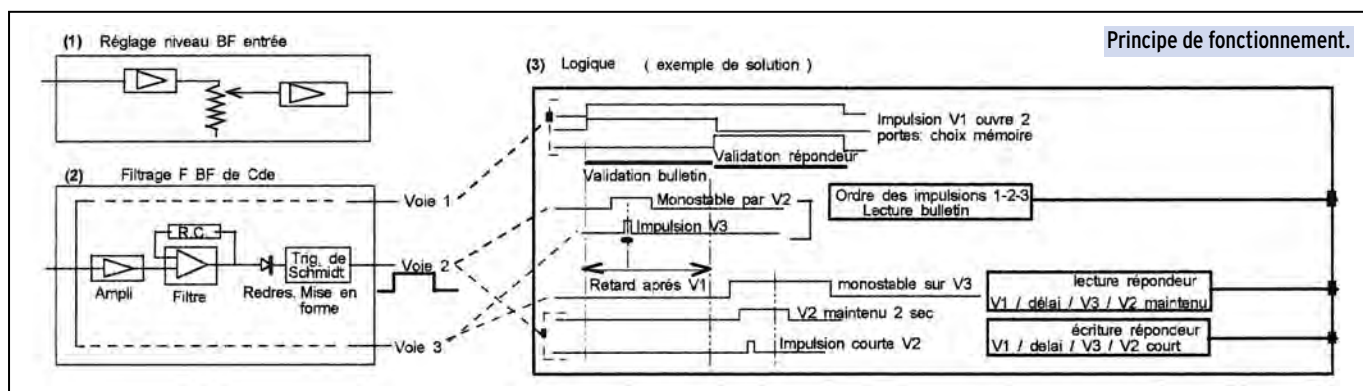 Principe de fonctionnement.
(1) Réglage niveau BF entrée
(2) Filtrage F BF de Cde
R.C.
Ampli
Filtre
Redres.
Trig. de
Schmidt
Mise en
forme
Voie 1
Voie 2
Voie 3
(3) Logique ( exemple de solution )
Impulsion V1 ouvre 2
portes: choix mémoire
Validation répondeur
Validation bulletin
Monostable par V2
Impulsion V3
Ordre des impulsions 1-2-3
Lecture bulletin
Retard aprés V1
monostable sur V3
lecture répondeur
V1 / délai / V3 / V2 maintenu
V2 maintenu 2 sec
Impulsion courte V2
écriture répondeur
V1 / delai / V3 / V2 court